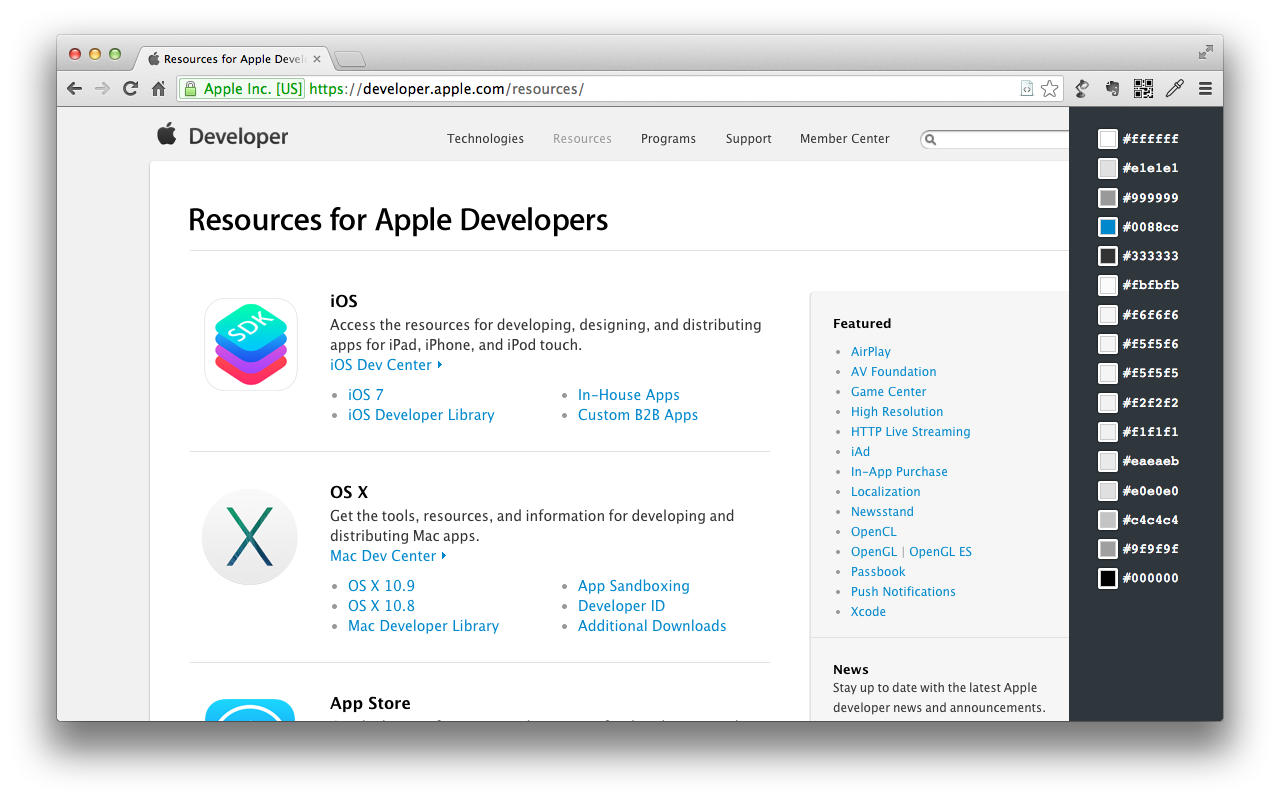 Resources for Apple Devel
Apple Inc. [US] https://developer.apple.com/resources/
Developer
Technologies Resources Programs Support Member Center
Resources for Apple Developers
SDK
iOS
Access the resources for developing, designing, and distributing
apps for iPad, iPhone, and iPod touch.
iOS Dev Center
iOS 7
iOS Developer Library
In-House Apps
Custom B2B Apps
OS X
Get the tools, resources, and information for developing and
distributing Mac apps.
Mac Dev Center
OS X 10.9
OS X 10.8
Mac Developer Library
App Sandboxing
Developer ID
Additional Downloads
App Store
Featured
AirPlay
AV Foundation
Game Center
High Resolution
HTTP Live Streaming
iAd
In-App Purchase
Localization
Newsstand
OpenCL
OpenGL | OpenGL ES
Passbook
Push Notifications
Xcode
News
Stay up to date with the latest Apple
developer news and announcements.
#ffffff
#e1e1e1
#999999
#0088cc
#333333
#fbfbfb
#f6f6f6
#f5f5f6
#f5f5f5
#f2f2f2
#f1f1f1
#eaeaeb
#e0e0e0
#c4c4c4
#9f9f9f
#000000